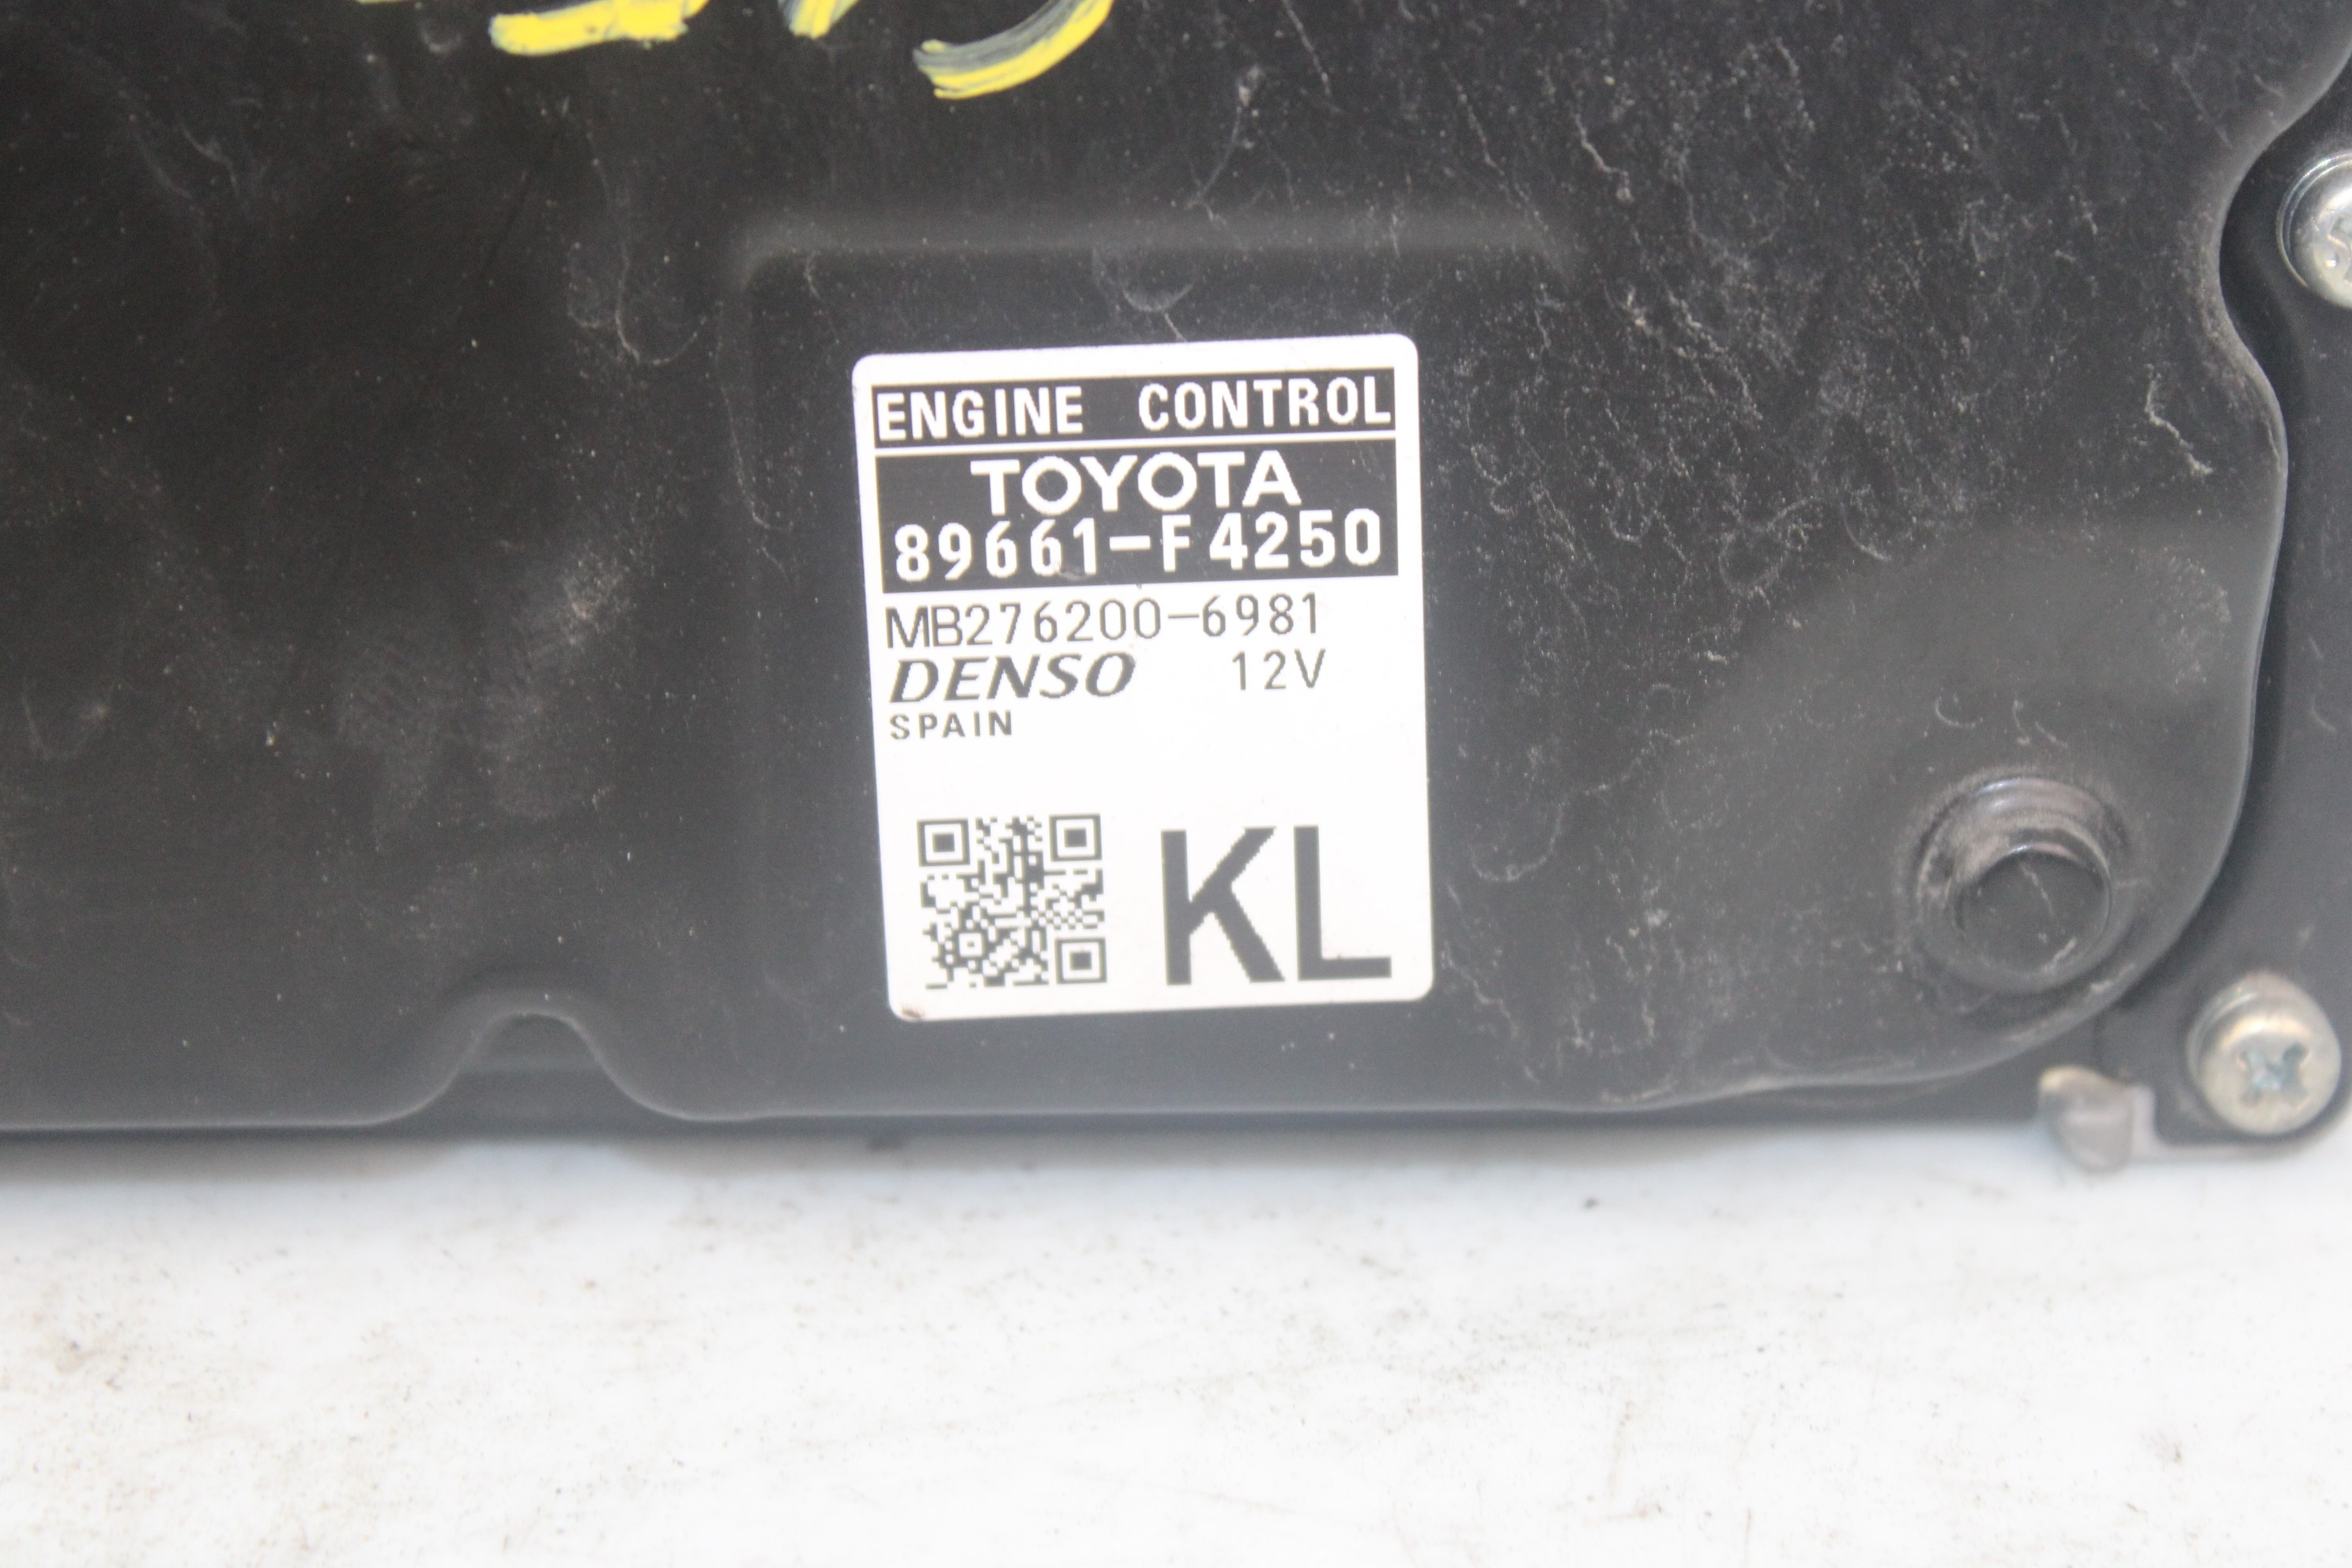 ENGINE CONTROL
TOYOTA
89661-F4250
MB276200-6981
DENSO 12V
SPAIN
KL